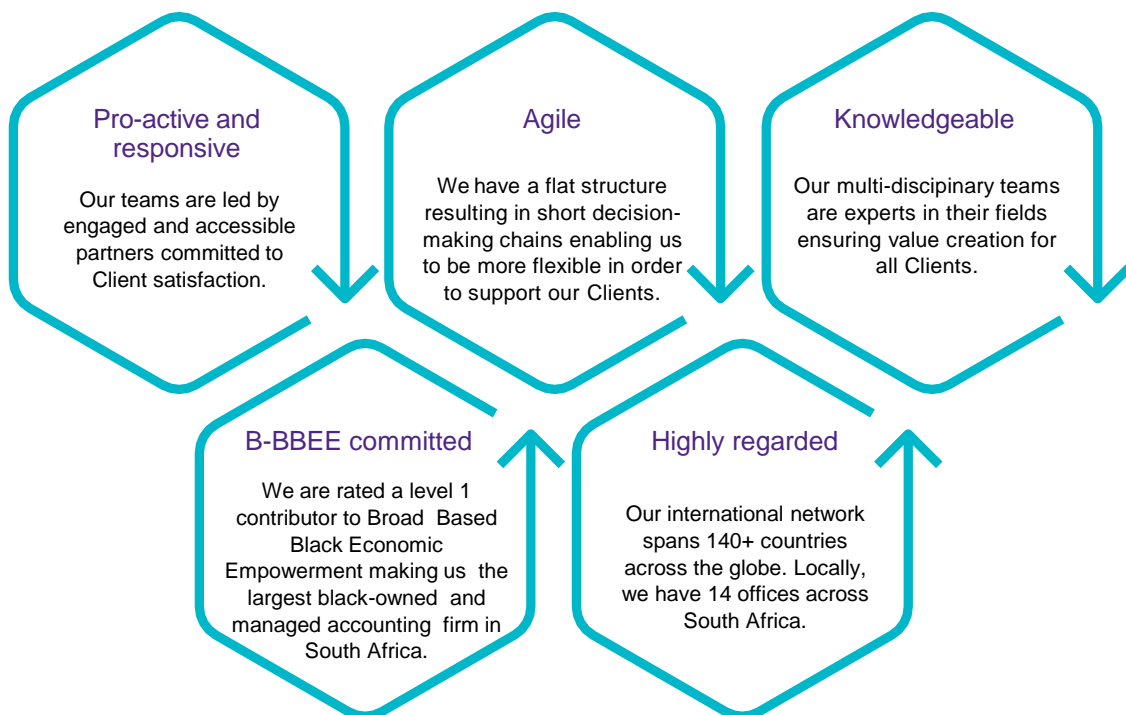 Pro-active and
responsive
Our teams are led by
engaged and accessible
partners committed to
Client satisfaction.
Agile
We have a flat structure
resulting in short decision-
making chains enabling us
to be more flexible in order
to support our Clients.
Knowledgeable
Our multi-discipinary teams
are experts in their fields
ensuring value creation for
all Clients.
B-BBEE committed
We are rated a level 1
contributor to Broad Based
Black Economic
Empowerment making us the
largest black-owned and
managed accounting firm in
South Africa.
Highly regarded
Our international network
spans 140+ countries
across the globe. Locally,
we have 14 offices across
South Africa.